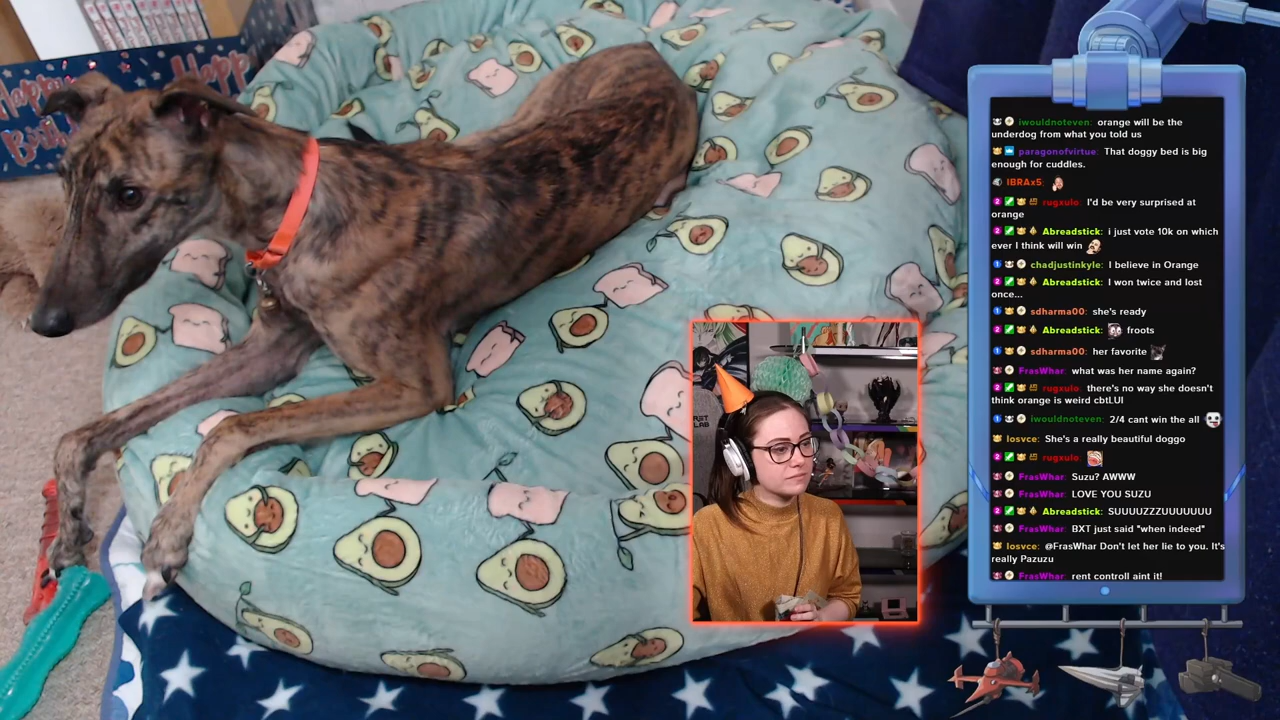 Happy
Birth
Happ
ET
LAB
iwouldnoteven: orange will be the
underdog from what you told us
paragonofvirtue: That doggy bed is big
enough for cuddles.
IBRAx5:
rugxulo: I'd be very surprised at
orange
Abreadstick: i just vote 10k on which
ever I think will win
chadjustinkyle: I believe in Orange
Abreadstick: I won twice and lost
once...
sdharma00: she's ready
Abreadstick: froots
sdharma00: her favorite
FrasWhar: what was her name again?
rugxulo: there's no way she doesn't
think orange is weird cbtLUl
iwouldnoteven: 2/4 cant win the all
losvce: She's a really beautiful doggo
rugxulo:
FrasWhar: Suzu? AWWW
FrasWhar: LOVE YOU SUZU
Abreadstick: SUUUUZZZUUUUUUU
FrasWhar: BXT just said "when indeed"
losvce: @FrasWhar Don't let her lie to you. It's
really Pazuzu
FrasWhar: rent controll aint it!